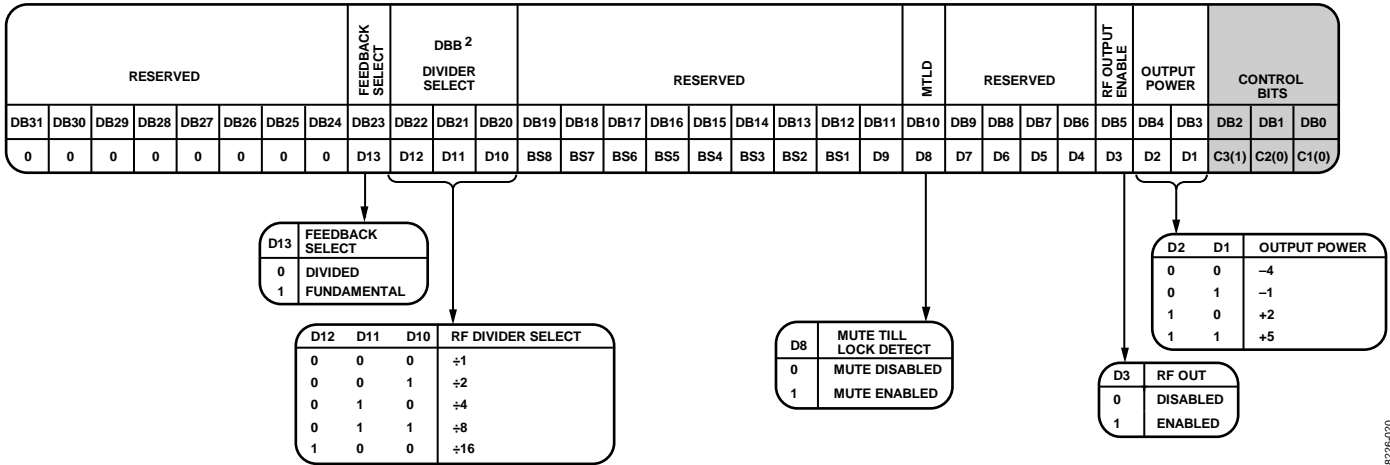 RESERVED
FEEDBACK
SELECT
DBB 2
DIVIDER
SELECT
RESERVED
MTLD
RESERVED
RF OUTPUT
ENABLE
OUTPUT
POWER
CONTROL
BITS
DB31 DB30 DB29 DB28 DB27 DB26 DB25 DB24 DB23 DB22 DB21 DB20 DB19 DB18 DB17 DB16 DB15 DB14 DB13 DB12 DB11 DB10 DB9 DB8 DB7 DB6 DB5 DB4 DB3 DB2 DB1 DB0
0 0 0 0 0 0 0 0 D13 D12 D11 D10 BS8 BS7 BS6 BS5 BS4 BS3 BS2 BS1 D9 D8 D7 D6 D5 D4 D3 D2 D1 C3(1) C2(0) C1(0)
D13 FEEDBACK
SELECT
0 DIVIDED
1 FUNDAMENTAL
D12 D11 D10 RF DIVIDER SELECT
0 0 0 ÷1
0 0 1 ÷2
0 1 0 ÷4
0 1 1 ÷8
1 0 0 ÷16
D8 MUTE TILL
LOCK DETECT
0 MUTE DISABLED
1 MUTE ENABLED
D3 RF OUT
0 DISABLED
1 ENABLED
D2 D1 OUTPUT POWER
0 0 –4
0 1 –1
1 0 +2
1 1 +5